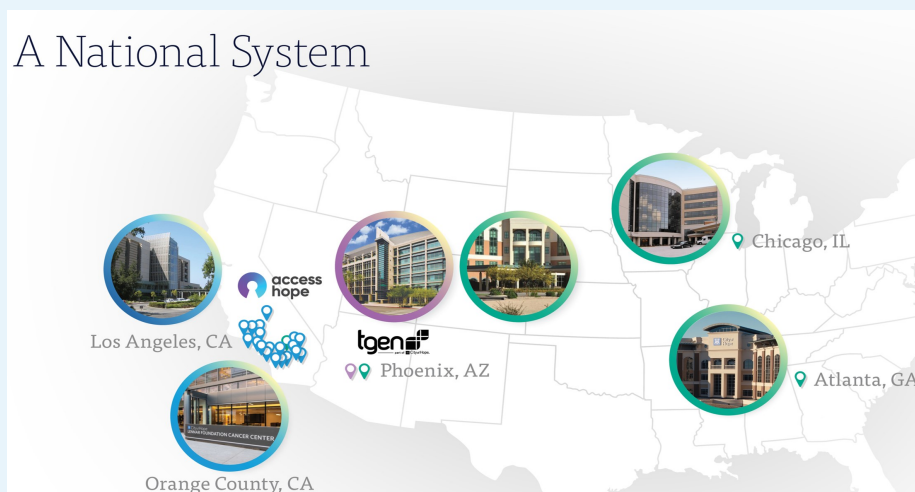 A National System
Chicago, IL
access
hope
Los Angeles, CA
tgen
Phoenix, AZ
Atlanta, GA
Orange County, CA